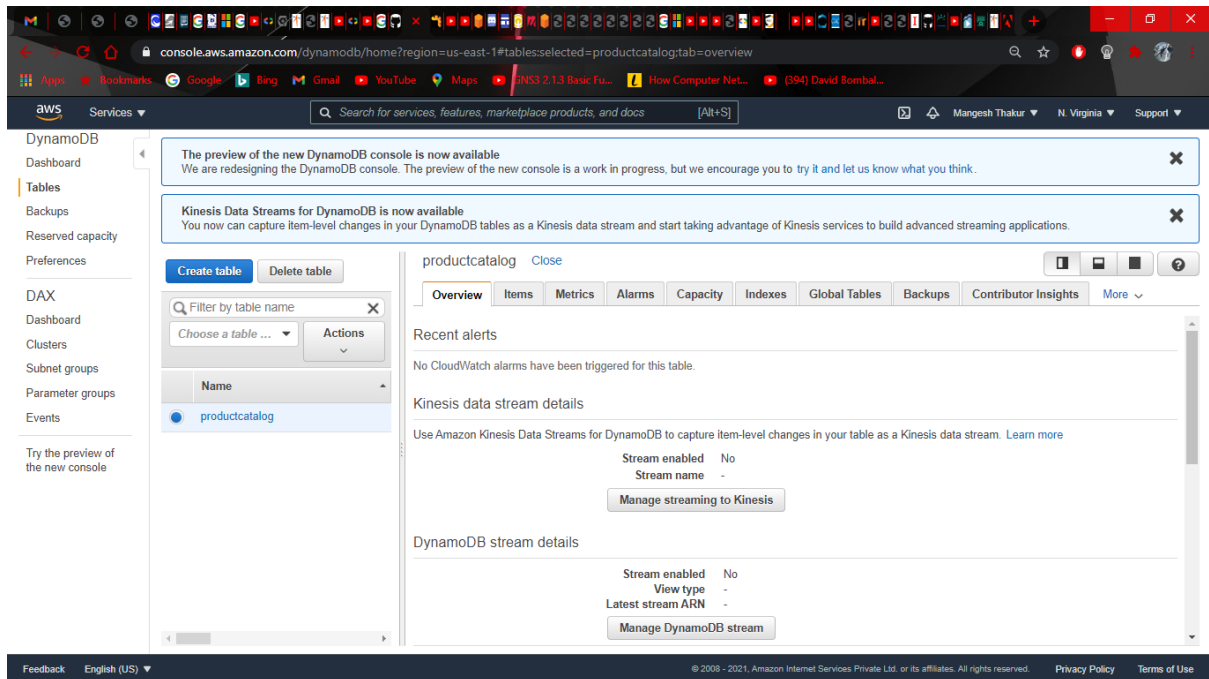 console.aws.amazon.com/dynamodb/home?region=us-east-1#tables:selected=productcatalog;tab=overview
Apps
Bookmarks
Google
Bing
Gmail
YouTube
Maps
GNS3 2.1.3 Basic Fu...
How Computer Net...
(394) David Bombal...
aws
Services
Search for services, features, marketplace products, and docs
[Alt+S]
Mangesh Thakur
N. Virginia
Support
DynamoDB
Dashboard
Tables
Backups
Reserved capacity
Preferences
DAX
Dashboard
Clusters
Subnet groups
Parameter groups
Events
Try the preview of
the new console
The preview of the new DynamoDB console is now available
We are redesigning the DynamoDB console. The preview of the new console is a work in progress, but we encourage you to try it and let us know what you think.
Kinesis Data Streams for DynamoDB is now available
You now can capture item-level changes in your DynamoDB tables as a Kinesis data stream and start taking advantage of Kinesis services to build advanced streaming applications.
Create table
Delete table
Filter by table name
Choose a table ...
Actions
Name
productcatalog
productcatalog Close
Overview
Items
Metrics
Alarms
Capacity
Indexes
Global Tables
Backups
Contributor Insights
More
Recent alerts
No CloudWatch alarms have been triggered for this table.
Kinesis data stream details
Use Amazon Kinesis Data Streams for DynamoDB to capture item-level changes in your table as a Kinesis data stream. Learn more
Stream enabled No
Stream name -
Manage streaming to Kinesis
DynamoDB stream details
Stream enabled No
View type -
Latest stream ARN -
Manage DynamoDB stream
Feedback
English (US)
© 2008 - 2021, Amazon Internet Services Private Ltd. or its affiliates. All rights reserved.
Privacy Policy
Terms of Use